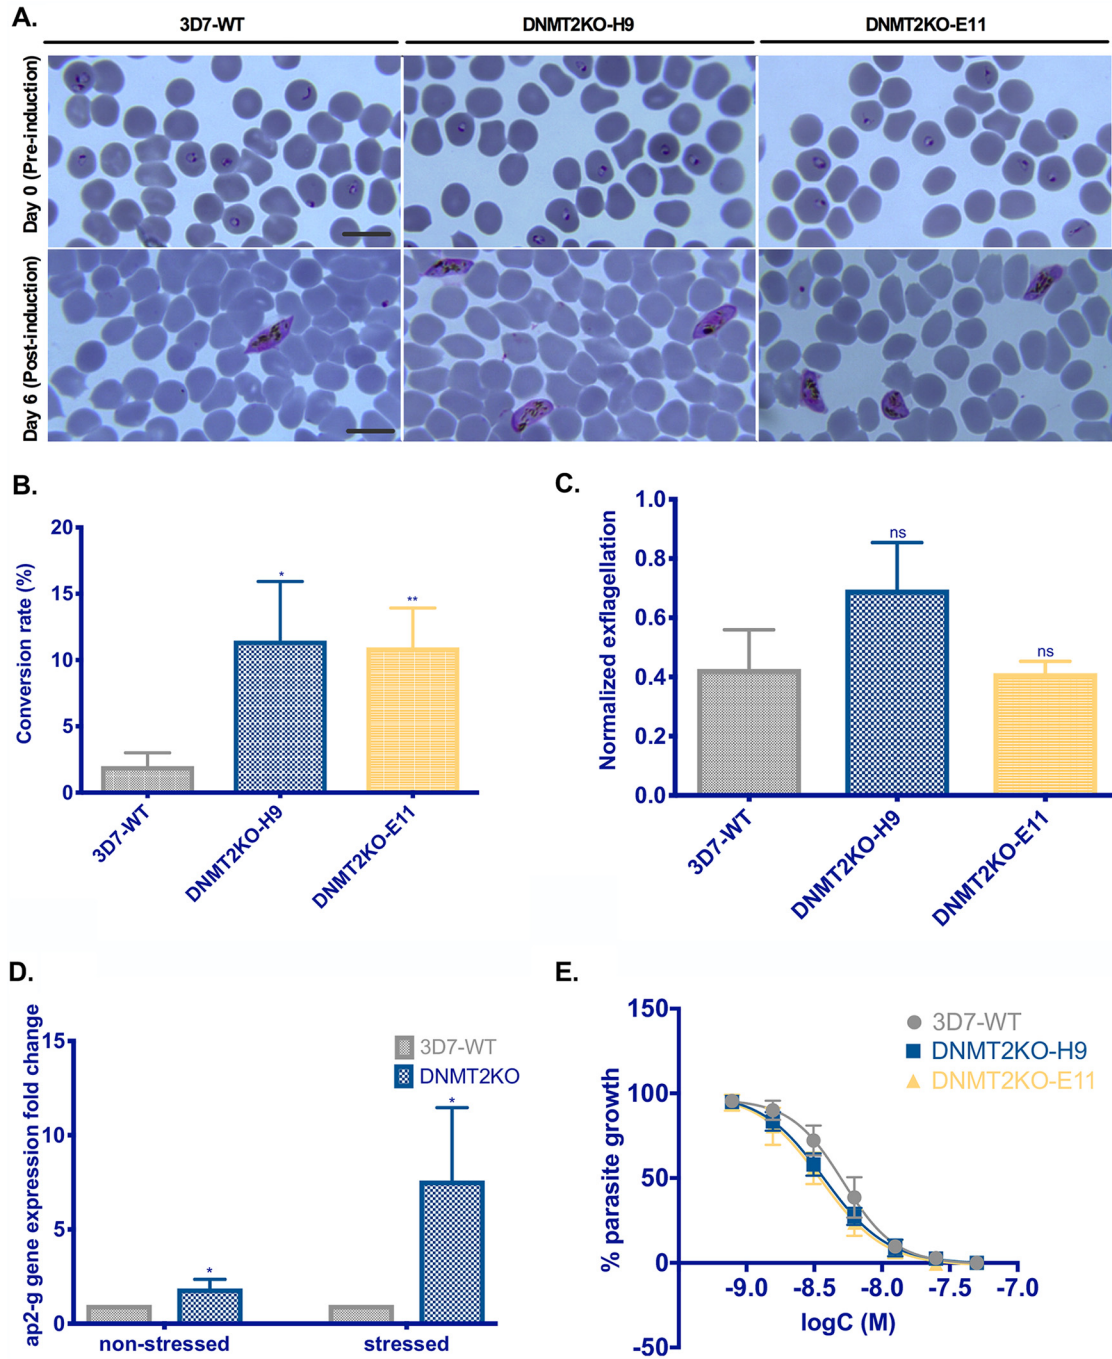 A.
3D7-WT DNMT2KO-H9 DNMT2KO-E11
Day 0 (Pre-induction)
Day 6 (Post-induction)
B.
Conversion rate (%)
20
15
10
5
0
*
**
3D7-WT
DNMT2KO-H9
DNMT2KO-E11
C.
Normalized exflagellation
1.0
0.8
0.6
0.4
0.2
0.0
ns
ns
3D7-WT
DNMT2KO-H9
DNMT2KO-E11
D.
ap2-g gene expression fold change
15
10
5
0
3D7-WT
DNMT2KO
*
*
non-stressed stressed
E.
% parasite growth
150
100
50
0
-50
3D7-WT
DNMT2KO-H9
DNMT2KO-E11
-9.0 -8.5 -8.0 -7.5 -7.0
logC (M)